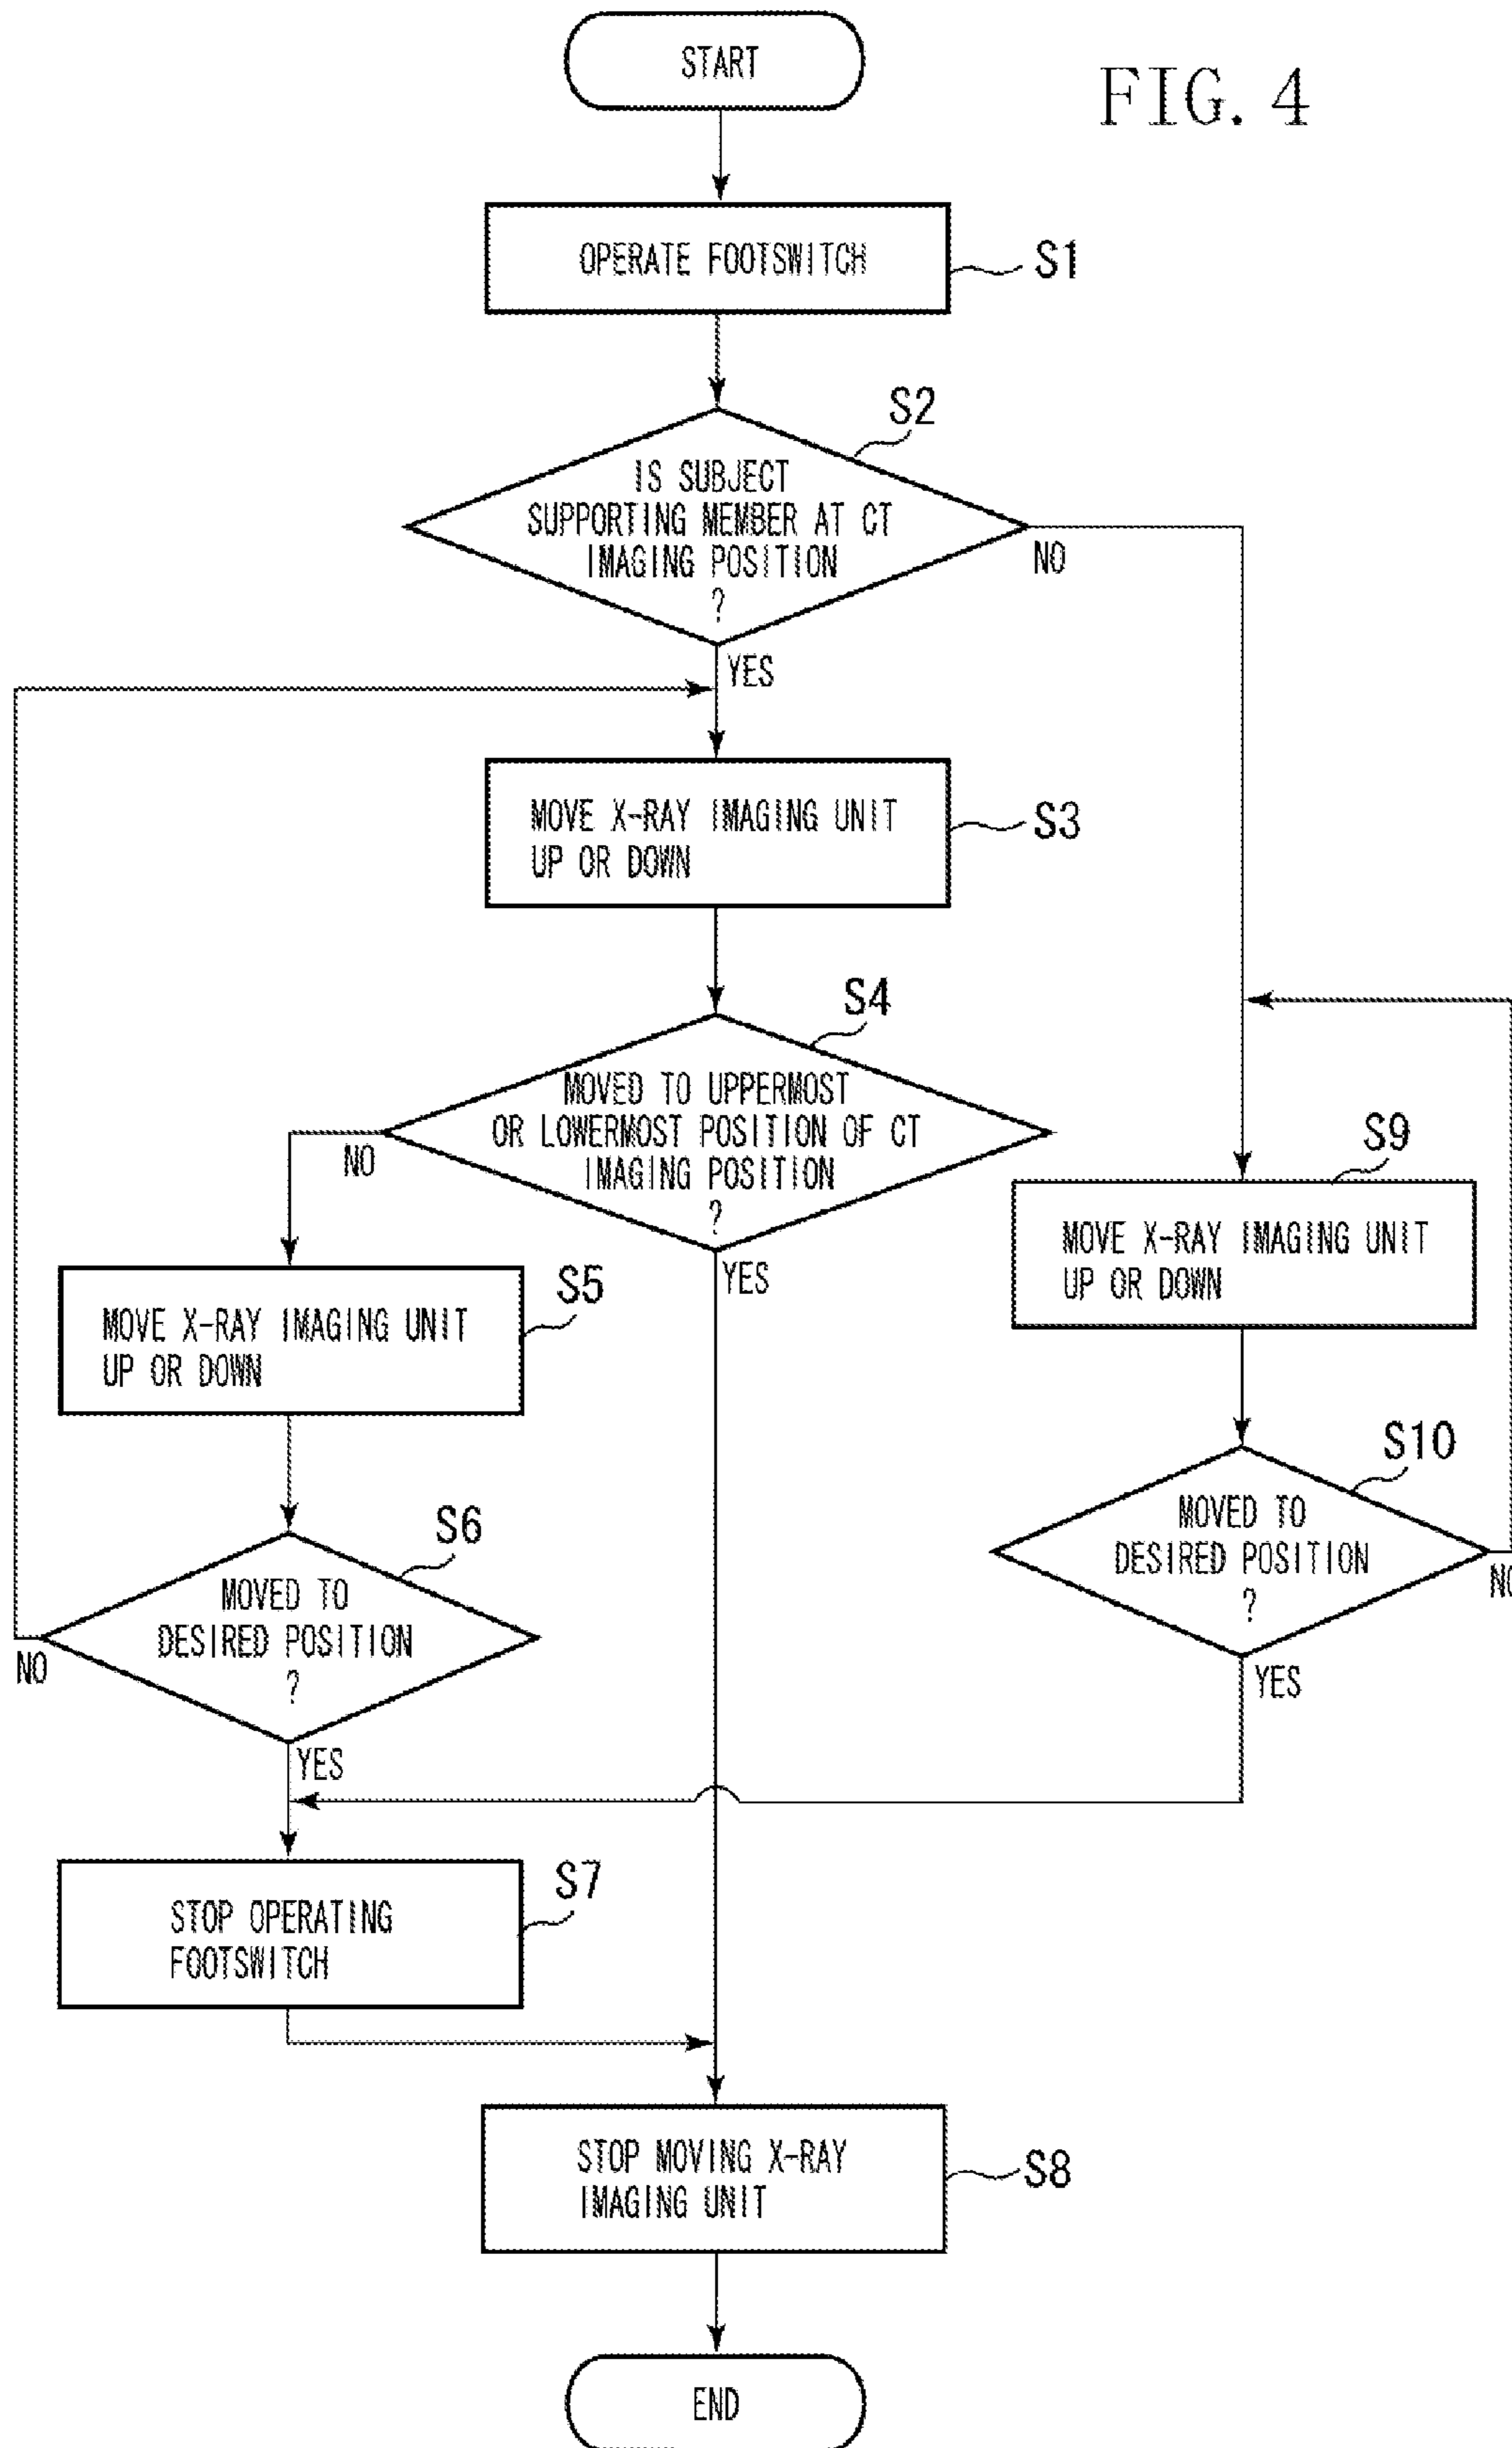 START
FIG. 4
OPERATE FOOTSWITCH
S1
S2
IS SUBJECT
SUPPORTING MEMBER AT CT
IMAGING POSITION
?
NO
YES
MOVE X-RAY IMAGING UNIT
UP OR DOWN
S3
S4
MOVED TO UPPERMOST
OR LOWERMOST POSITION OF CT
IMAGING POSITION
?
NO
YES
S9
MOVE X-RAY IMAGING UNIT
UP OR DOWN
S5
MOVE X-RAY IMAGING UNIT
UP OR DOWN
S10
MOVED TO
DESIRED POSITION
?
NO
YES
S6
MOVED TO
DESIRED POSITION
?
NO
YES
S7
STOP OPERATING
FOOTSWITCH
STOP MOVING X-RAY
IMAGING UNIT
S8
END